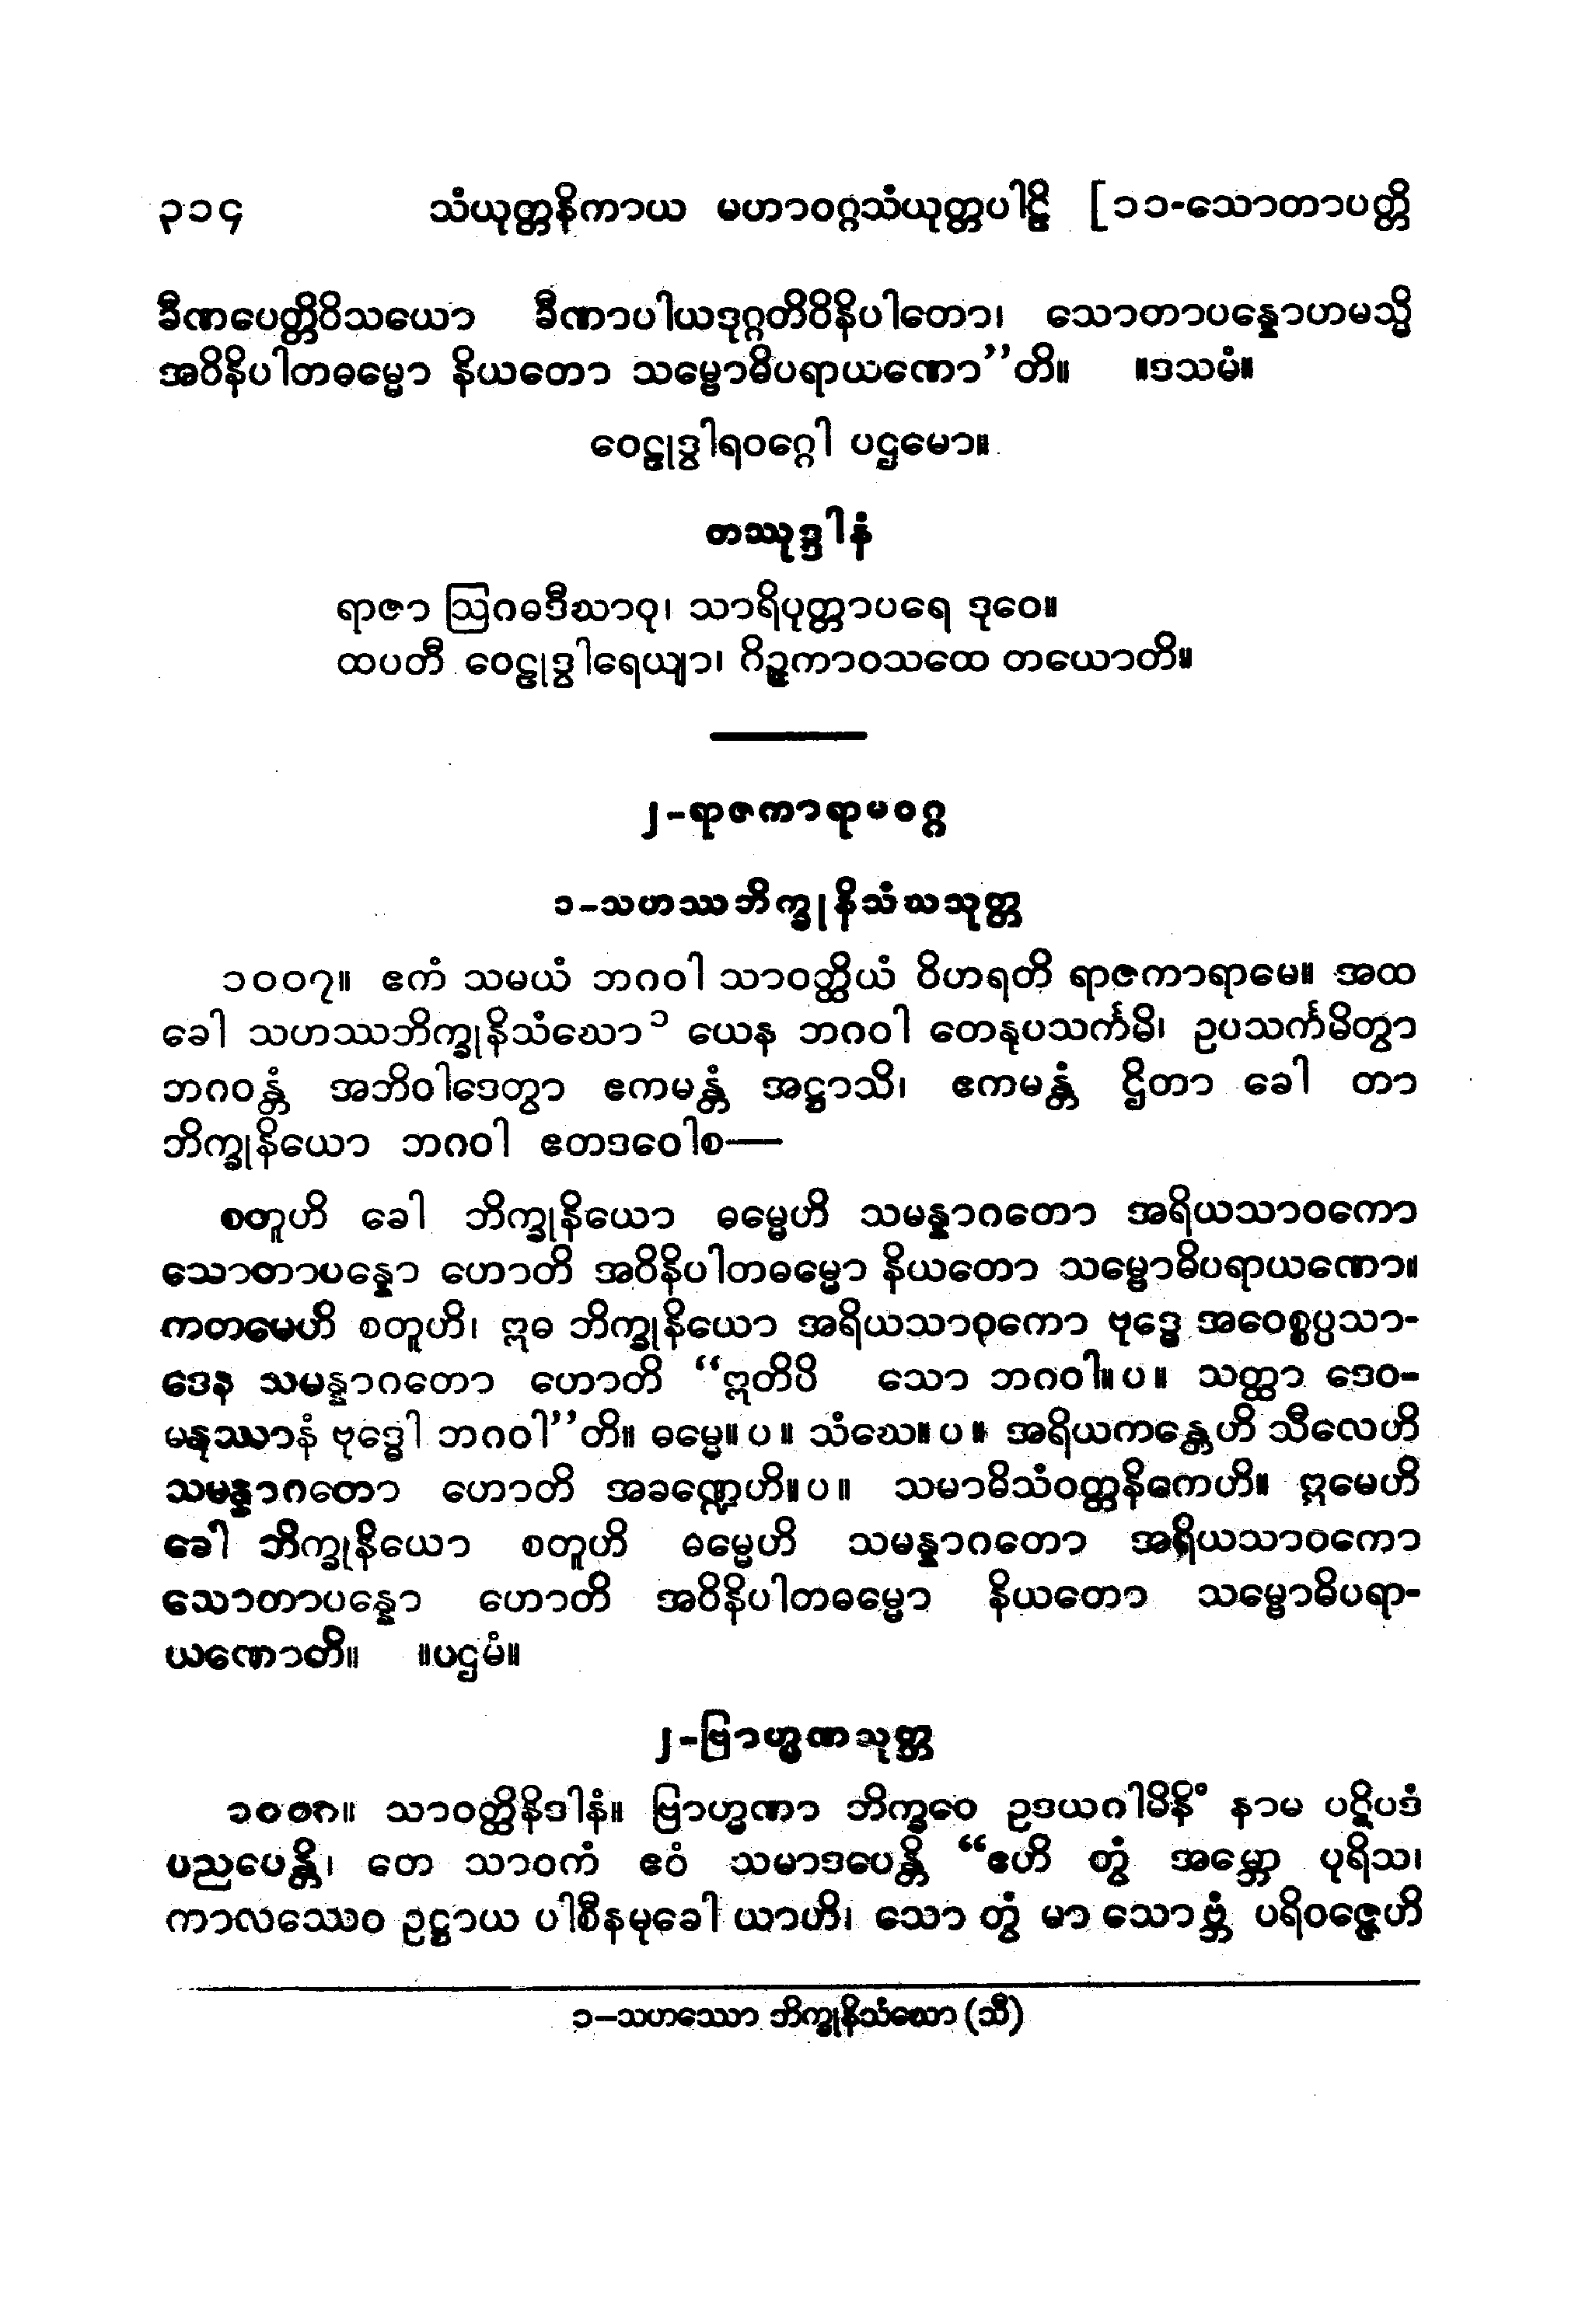 ၃၁၄ သံယုတ္တနိကာယ မဟာဝဂ္ဂသံယုတ္တပါဠိ [၁၁-သောတာပတ္တိ
ခီဏပေတ္တိဝိသယော ခီဏာပါယဒုဂ္ဂတိဝိနိပါတော၊ သောတာပန္နောဟမသ္မိ
အဝိနိပါတဓမ္မော နိယတော သမ္ဗောဓိပရာယဏော’’တိ။ ။ဒသမံ။
ဝေဠုဒွါရဝဂ္ဂေါ ပဌမော။
တဿုဒ္ဒါနံ
ရာဇာ ဩဂဓဒီဃာဝု၊ သာရိပုတ္တာပရေ ဒုဝေ။
ထပတီ ဝေဠုဒွါရေယျာ၊ ဂိဉ္ဇကာဝသထေ တယောတိ။
၂-ရာဇကာရာမဝဂ္ဂ
၁-သဟဿဘိက္ခုနိသံဃသုတ္တ
၁၀၀၇။ ဧကံ သမယံ ဘဂဝါ သာဝတ္ထိယံ ဝိဟရတိ ရာဇကာရာမေ။ အထ
ခေါ သဟဿဘိက္ခုနိသံဃော ၁ ယေန ဘဂဝါ တေနုပသင်္ကမိ၊ ဥပသင်္ကမိတွာ
ဘဂဝန္တံ အဘိဝါဒေတွာ ဧကမန္တံ အဋ္ဌာသိ၊ ဧကမန္တံ ဌိတာ ခေါ တာ
ဘိက္ခုနိယော ဘဂဝါ ဧတဒဝေါစ—
စတူဟိ ခေါ ဘိက္ခုနိယော ဓမ္မေဟိ သမန္နာဂတော အရိယသာဝကော
သောတာပန္နော ဟောတိ အဝိနိပါတဓမ္မော နိယတော သမ္ဗောဓိပရာယဏော။
ကတမေဟိ စတူဟိ၊ ဣဓ ဘိက္ခုနိယော အရိယသာဝကော ဗုဒ္ဓေ အဝေစ္စပ္ပသာ-
ဒေန သမန္နာဂတော ဟောတိ ‘‘ဣတိပိ သော ဘဂဝါ။ပ။ သတ္ထာ ဒေဝ-
မနုဿာနံ ဗုဒ္ဓေါ ဘဂဝါ’’တိ။ ဓမ္မေ။ပ။ သံဃေ။ပ။ အရိယကန္တေဟိ သီလေဟိ
သမန္နာဂတော ဟောတိ အခဏ္ဍေဟိ။ပ။ သမာဓိသံဝတ္တနိကေဟိ။ ဣမေဟိ
ခေါ ဘိက္ခုနိယော စတူဟိ ဓမ္မေဟိ သမန္နာဂတော အရိယသာဝကော
သောတာပန္နော ဟောတိ အဝိနိပါတဓမ္မော နိယတော သမ္ဗောဓိပရာ-
ယဏောတိ။ ။ပဌမံ။
၂-ဗြာဟ္မဏသုတ္တ
၁၀၀၈။ သာဝတ္ထိနိဒါနံ။ ဗြာဟ္မဏာ ဘိက္ခဝေ ဥဒယဂါမိနိံ နာမ ပဋိပဒံ
ပညပေန္တိ၊ တေ သာဝကံ ဧဝံ သမာဒပေန္တိ ‘‘ဧဟိ တွံ အမ္ဘော ပုရိသ၊
ကာလဿေဝ ဥဋ္ဌာယ ပါစီနမုခေါ ယာဟိ၊ သော တွံ မာ သောဗ္ဘံ ပရိဝဇ္ဇေဟိ
၁–သဟဿော ဘိက္ခုနိသံဃော (သီ)